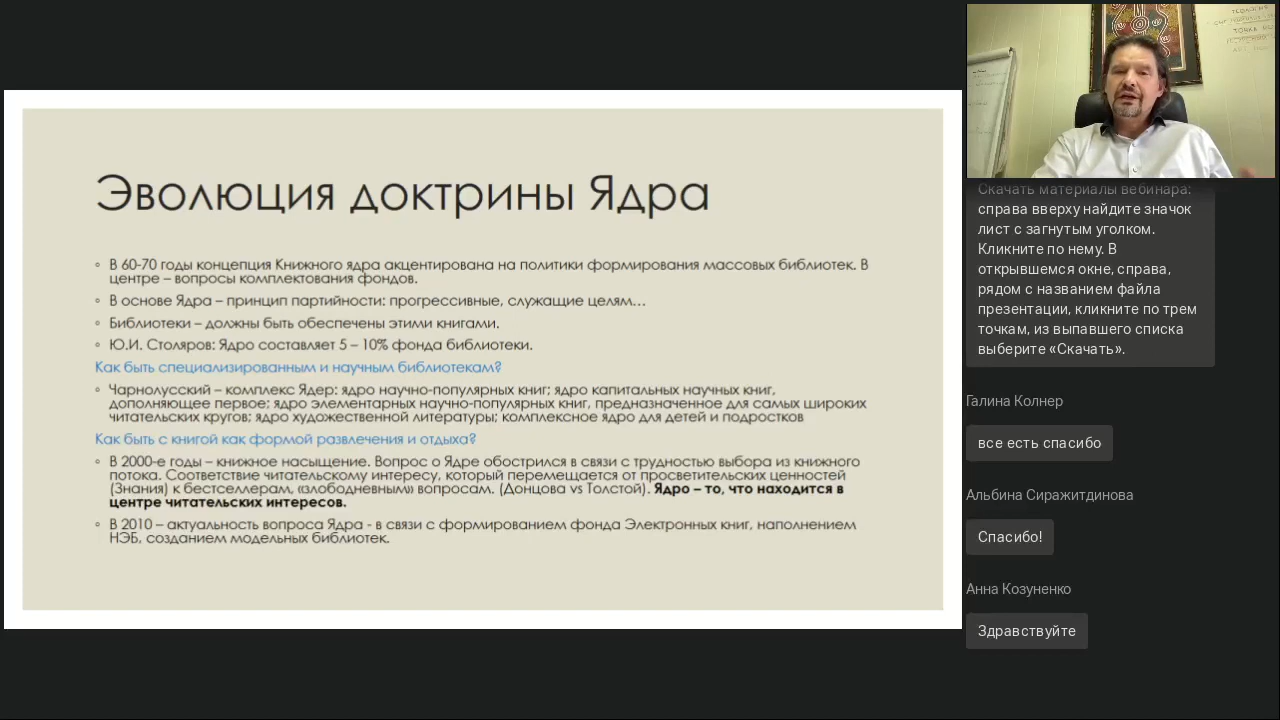 Эволюция доктрины Ядра
◦ В 60-70 годы концепция Книжного ядра акцентирована на политики формирования массовых библиотек. В
центре – вопросы комплектования фондов.
◦ В основе Ядра – принцип партийности: прогрессивные, служащие целям…
◦ Библиотеки – должны быть обеспечены этими книгами.
◦ Ю.И. Столяров: Ядро составляет 5 – 10% фонда библиотеки.
Как быть специализированным и научным библиотекам?
◦ Чарнолусский – комплекс Ядер: ядро научно-популярных книг; ядро капитальных научных книг,
дополняющее первое; ядро элементарных научно-популярных книг, предназначенное для самых широких
читательских кругов; ядро художественной литературы; комплексное ядро для детей и подростков
Как быть с книгой как формой развлечения и отдыха?
◦ В 2000-е годы – книжное насыщение. Вопрос о Ядре обострился в связи с трудностью выбора из книжного
потока. Соответствие читательскому интересу, который перемещается от просветительских ценностей
(Знания) к бестселлерам, «злободневным» вопросам. (Донцова vs Толстой). Ядро – то, что находится в
центре читательских интересов.
◦ В 2010 – актуальность вопроса Ядра - в связи с формированием фонда Электронных книг, наполнением
НЭБ, созданием модельных библиотек.
Скачать материалы вебинара:
справа вверху найдите значок
лист с загнутым уголком.
Кликните по нему. В
открывшемся окне, справа,
рядом с названием файла
презентации, кликните по трем
точкам, из выпавшего списка
выберите «Скачать».
Галина Колнер
все есть спасибо
Альбина Сиражитдинова
Спасибо!
Анна Козуненко
Здравствуйте